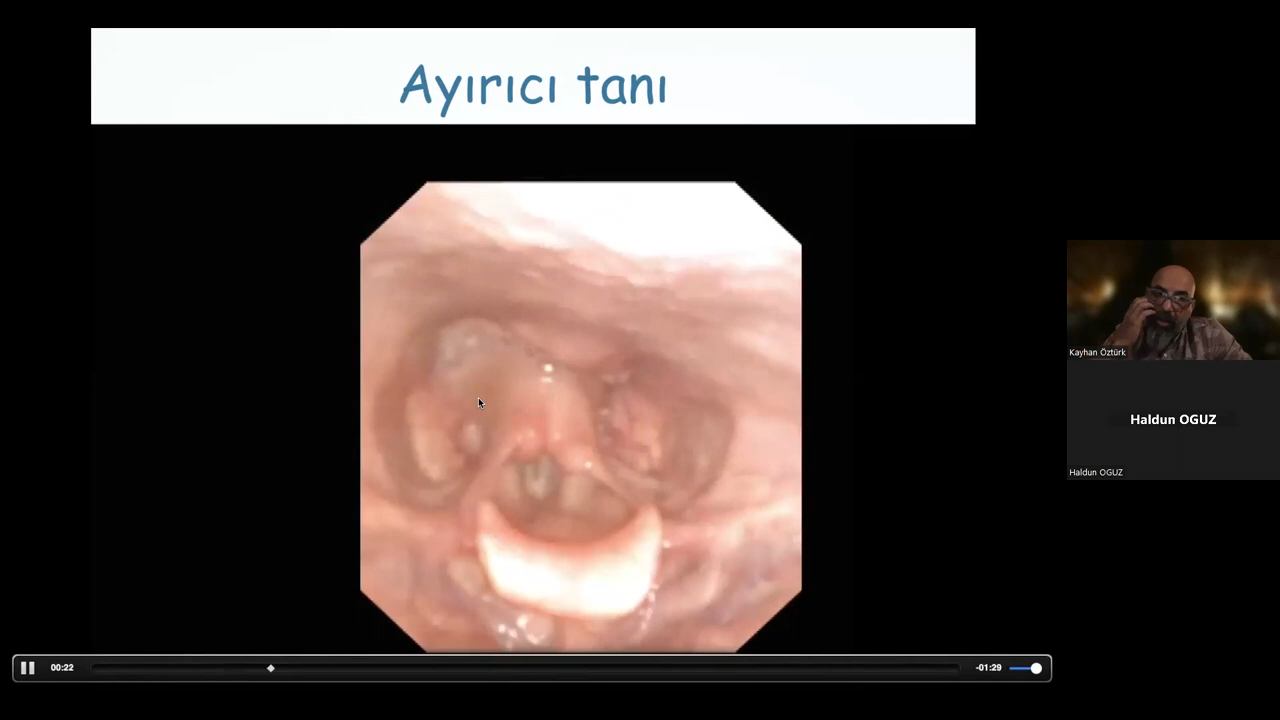 Ayırıcı tanı
Kayhan Öztürk
Haldun OGUZ
Haldun OGUZ
00:22
-01:29